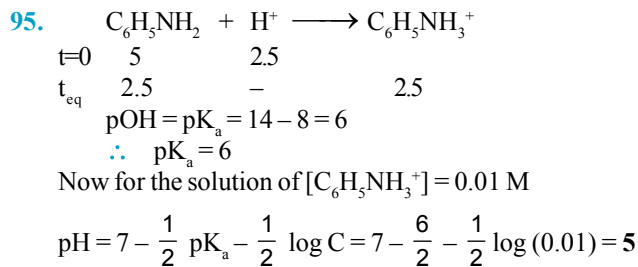 95. C₆H₅NH₂ + H⁺ ⟶ C₆H₅NH₃⁺
t=0 5 2.5
t_eq 2.5 – 2.5
pOH = pKₐ = 14 – 8 = 6
∴ pKₐ = 6
Now for the solution of [C₆H₅NH₃⁺] = 0.01 M
pH = 7 – 1/2 pKₐ – 1/2 log C = 7 – 6/2 – 1/2 log (0.01) = 5